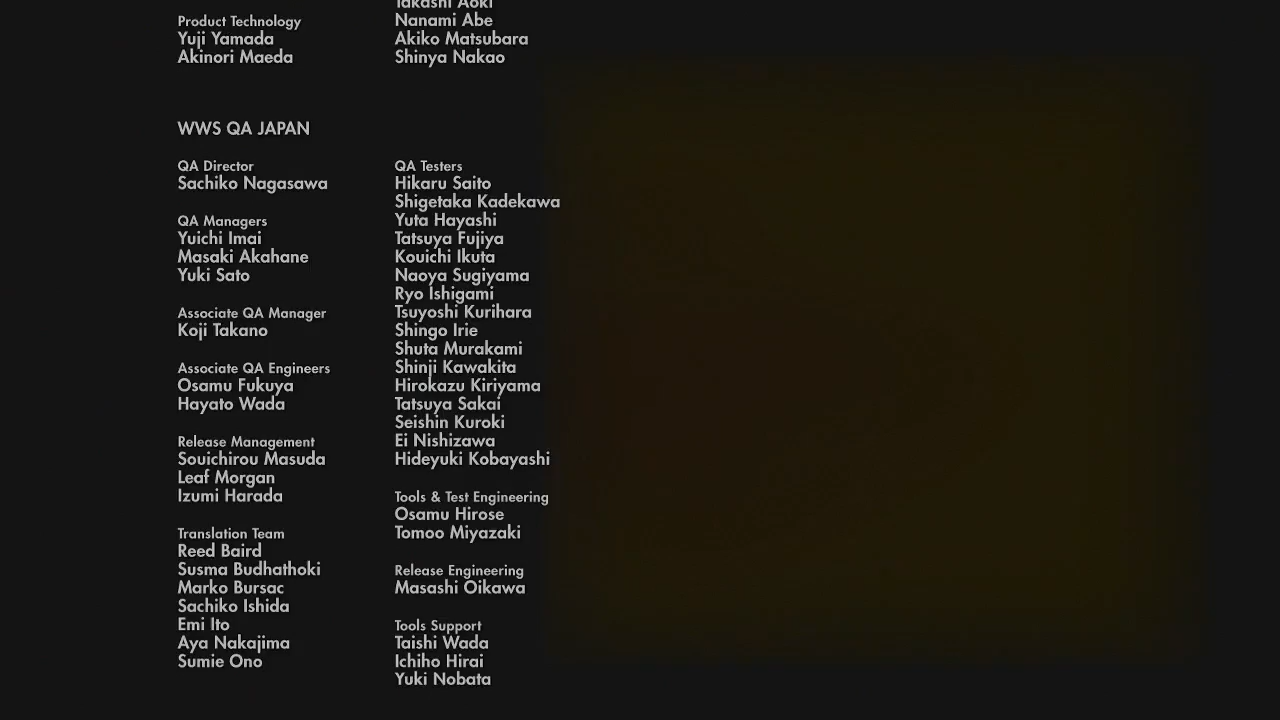 Product Technology
Yuji Yamada
Akinori Maeda
Takashi Aoki
Nanami Abe
Akiko Matsubara
Shinya Nakao
WWS QA JAPAN
QA Director
Sachiko Nagasawa
QA Managers
Yuichi Imai
Masaki Akahane
Yuki Sato
Associate QA Manager
Koji Takano
Associate QA Engineers
Osamu Fukuya
Hayato Wada
Release Management
Souichirou Masuda
Leaf Morgan
Izumi Harada
Translation Team
Reed Baird
Susma Budhathoki
Marko Bursac
Sachiko Ishida
Emi Ito
Aya Nakajima
Sumie Ono
QA Testers
Hikaru Saito
Shigetaka Kadekawa
Yuta Hayashi
Tatsuya Fujiya
Kouichi Ikuta
Naoya Sugiyama
Ryo Ishigami
Tsuyoshi Kurihara
Shingo Irie
Shuta Murakami
Shinji Kawakita
Hirokazu Kiriyama
Tatsuya Sakai
Seishin Kuroki
Ei Nishizawa
Hideyuki Kobayashi
Tools & Test Engineering
Osamu Hirose
Tomoo Miyazaki
Release Engineering
Masashi Oikawa
Tools Support
Taishi Wada
Ichiho Hirai
Yuki Nobata